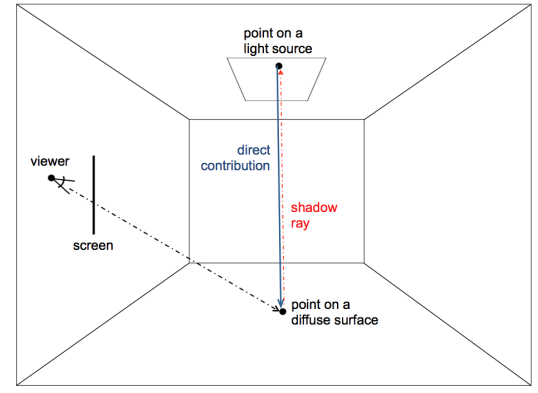 point on a
light source
direct
contribution
viewer
shadow
ray
screen
point on a
diffuse surface